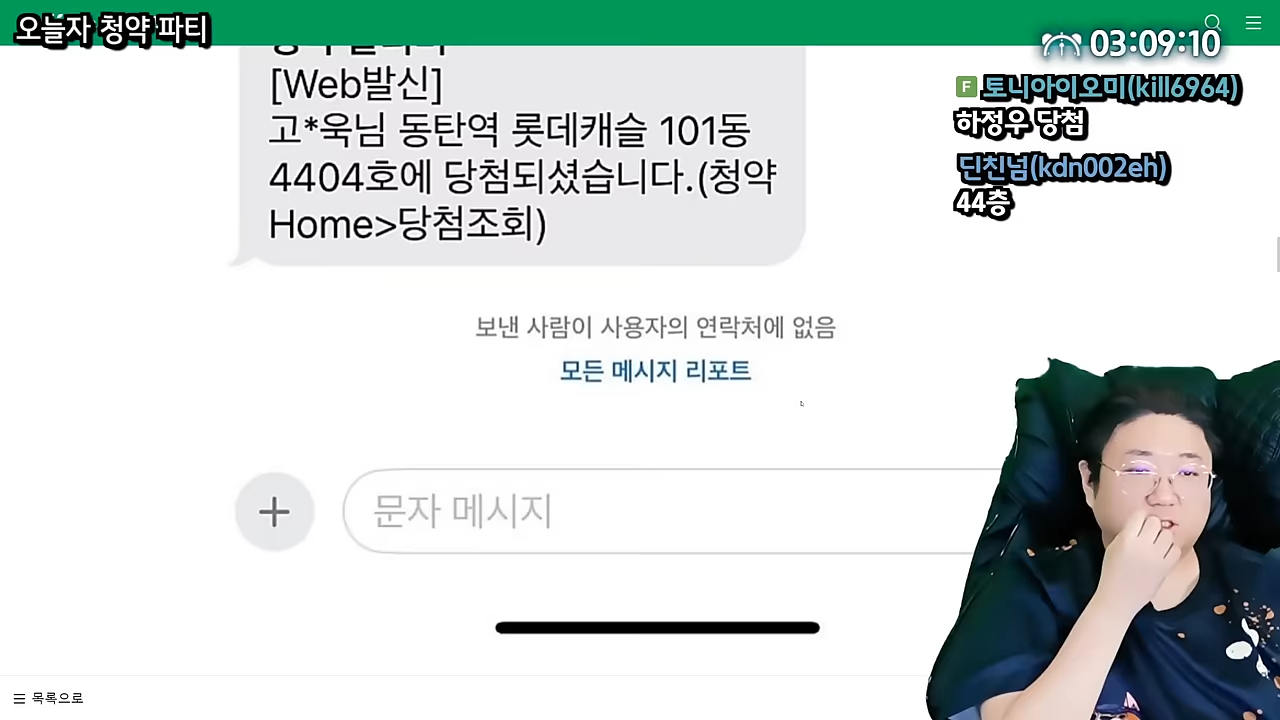 오늘자 청약 파티
03:09:10
F 토니아이오미(kill6964)
하정우 당첨
딘친넘(kdn002eh)
44층
[Web발신]
고*욱님 동탄역 롯데캐슬 101동
4404호에 당첨되셨습니다.(청약
Home>당첨조회)
보낸 사람이 사용자의 연락처에 없음
모든 메시지 리포트
문자 메시지
목록으로